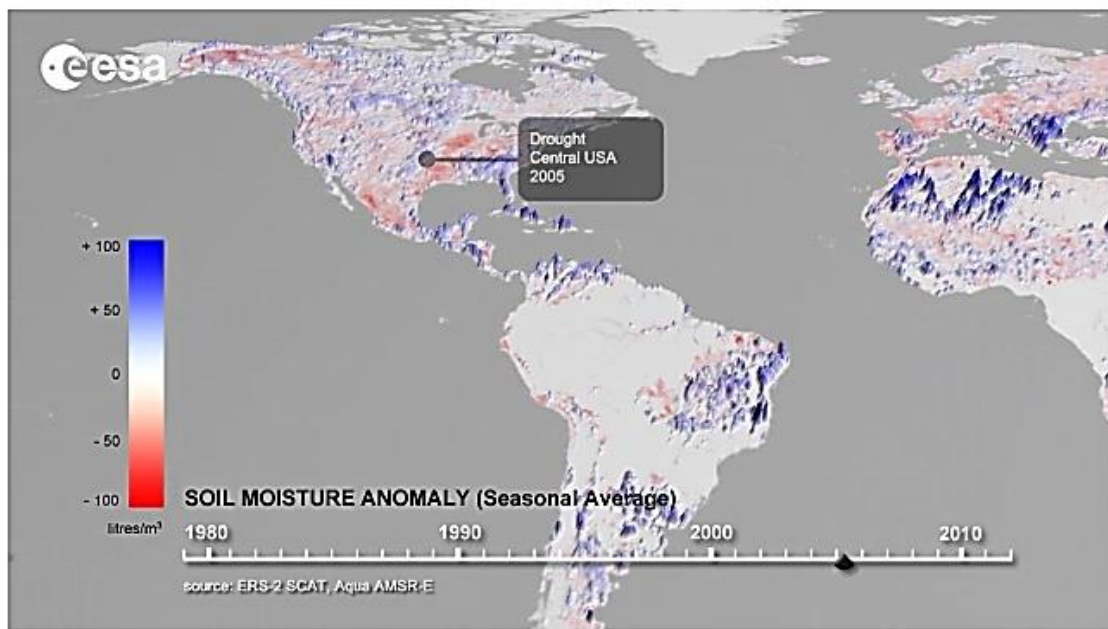 esa
Drought
Central USA
2005
+ 100
+ 50
0
- 50
- 100
litres/m³
SOIL MOISTURE ANOMALY (Seasonal Average)
1980 1990 2000 2010
source: ERS-2 SCAT, Aqua AMSR-E